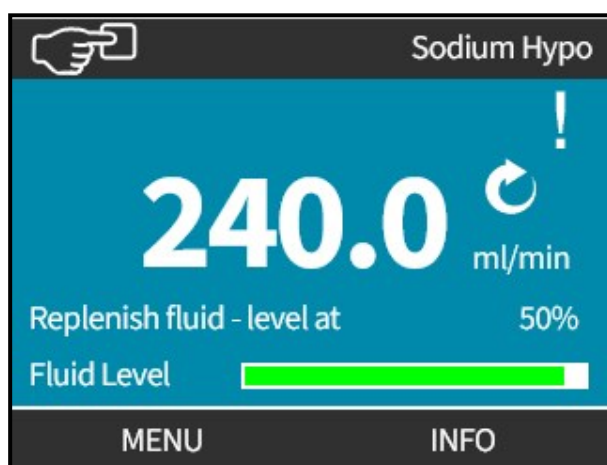 Sodium Hypo
!
240.0
ml/min
Replenish fluid - level at 50%
Fluid Level
MENU INFO